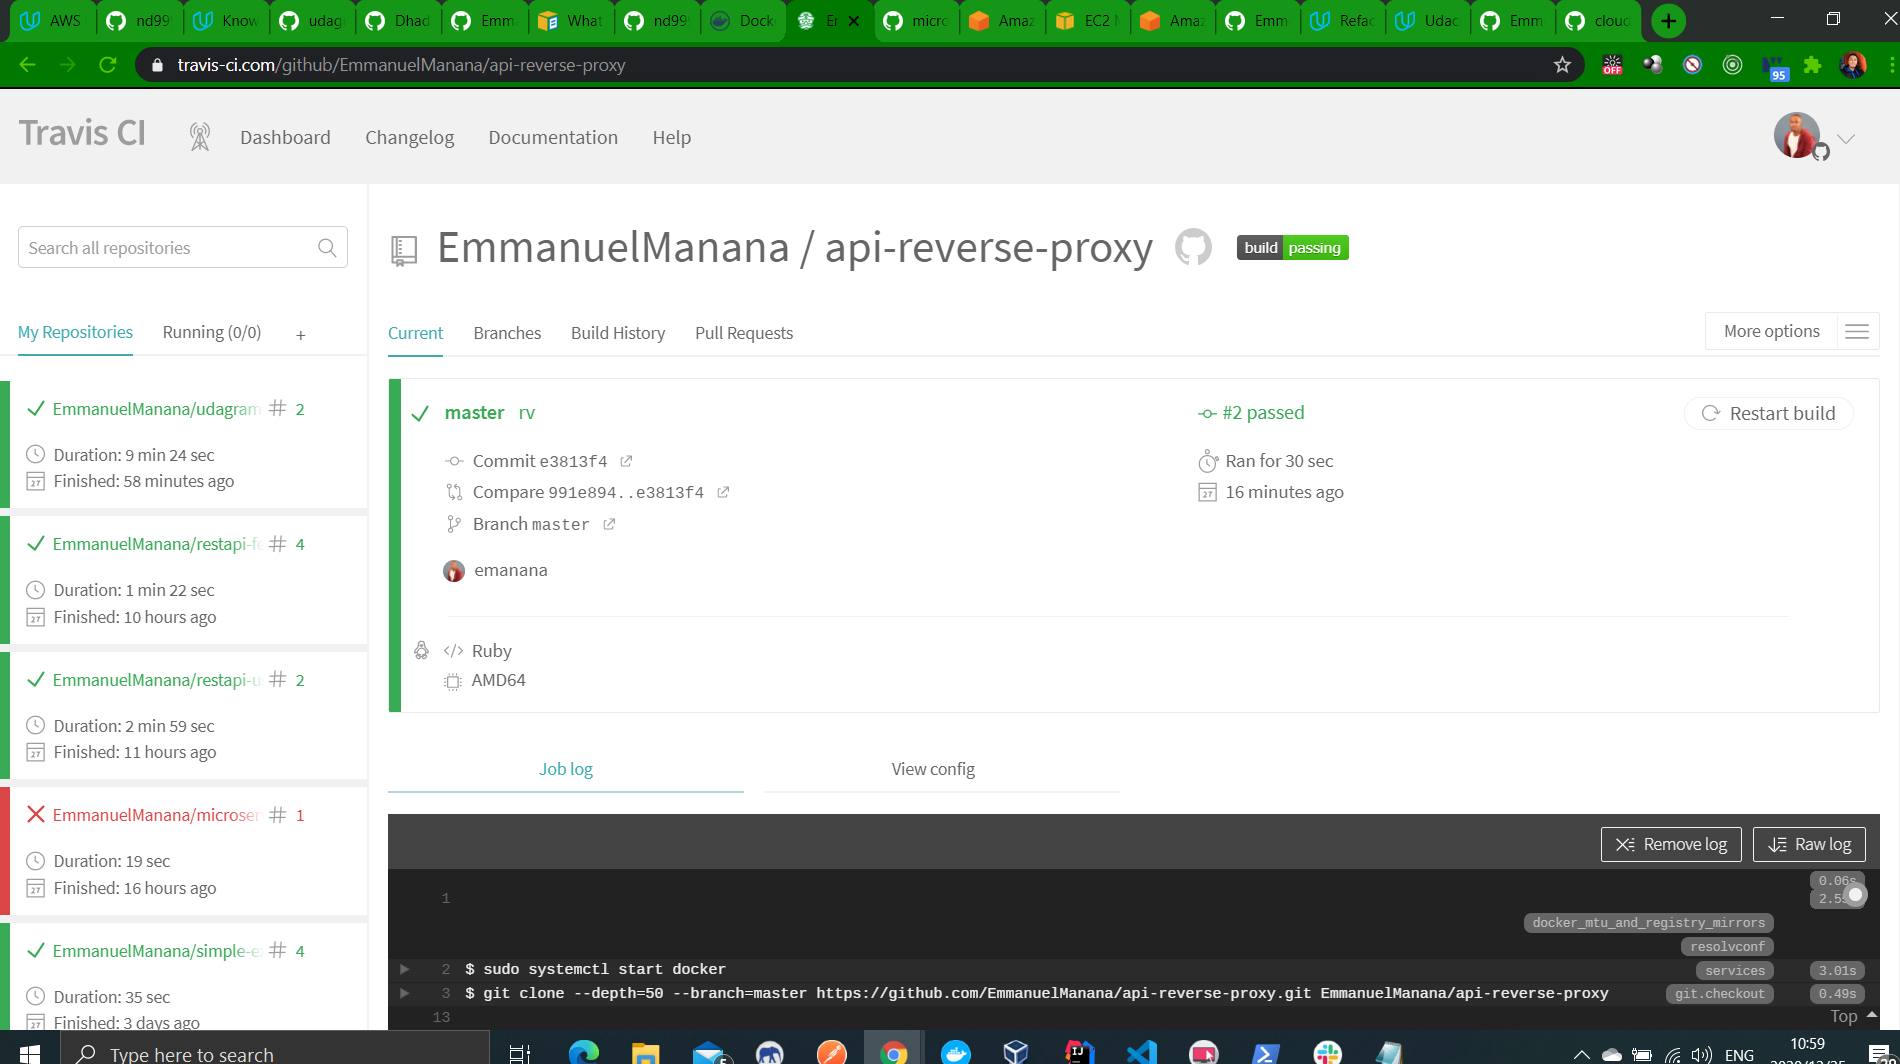 AWS nd99 Know udag Dhad Emma What nd99 Dock Er micro Amaz EC2 M Amaz Emm Refac Udac Emm cloud
travis-ci.com/github/EmmanuelManana/api-reverse-proxy
OFF
95
Travis CI
Dashboard
Changelog
Documentation
Help
Search all repositories
My Repositories
Running (0/0)
+
EmmanuelManana/udagram # 2
Duration: 9 min 24 sec
Finished: 58 minutes ago
EmmanuelManana/restapi-fe # 4
Duration: 1 min 22 sec
Finished: 10 hours ago
EmmanuelManana/restapi-u # 2
Duration: 2 min 59 sec
Finished: 11 hours ago
EmmanuelManana/microser # 1
Duration: 19 sec
Finished: 16 hours ago
EmmanuelManana/simple-e # 4
Duration: 35 sec
Finished: 3 days ago
EmmanuelManana / api-reverse-proxy
build passing
Current
Branches
Build History
Pull Requests
More options
master rv
Commit e3813f4
Compare 991e894..e3813f4
Branch master
emanana
#2 passed
Ran for 30 sec
16 minutes ago
Restart build
Ruby
AMD64
Job log
View config
Remove log
Raw log
1
0.06s
docker_mtu_and_registry_mirrors
resolvconf
2 $ sudo systemctl start docker services 3.01s
3 $ git clone --depth=50 --branch=master https://github.com/EmmanuelManana/api-reverse-proxy.git EmmanuelManana/api-reverse-proxy git.checkout 0.49s
13
Top
Type here to search
ENG
10:59